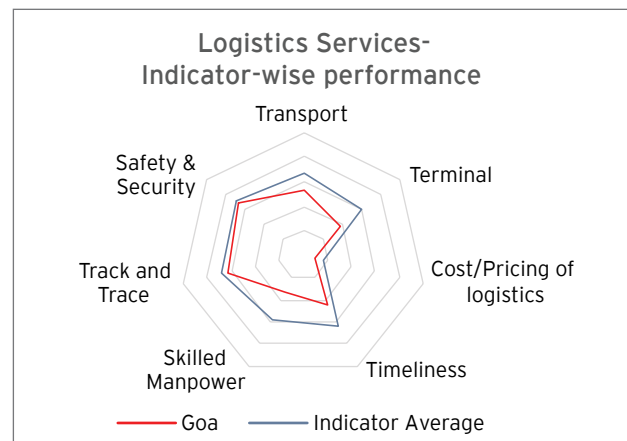 Logistics Services-
Indicator-wise performance
Transport
Safety &
Security
Terminal
Track and
Trace
Cost/Pricing of
logistics
Skilled
Manpower
Timeliness
Goa
Indicator Average